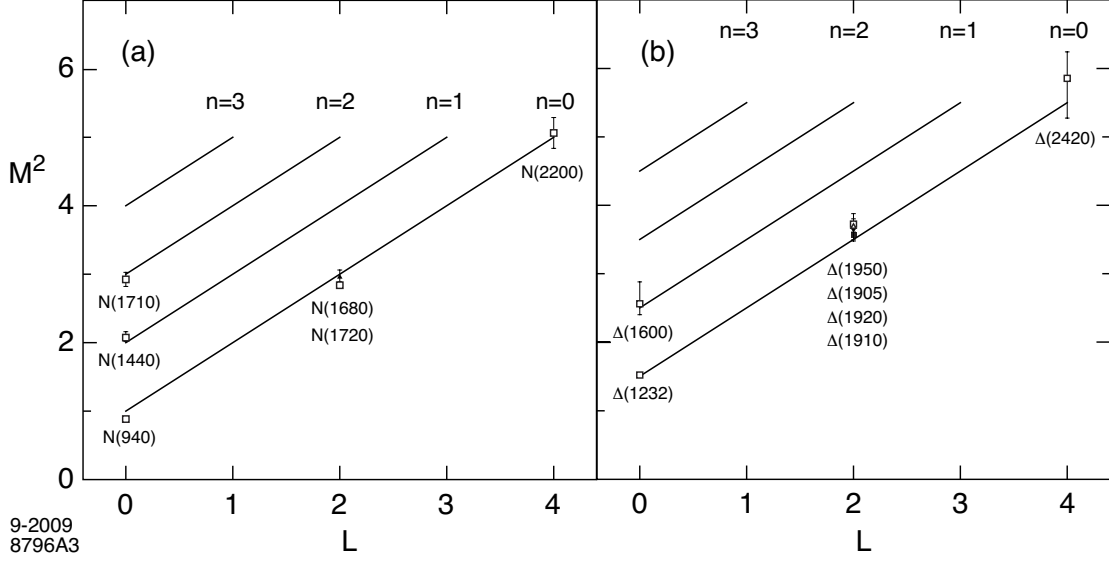 (a)
n=3 n=2 n=1 n=0
N(2200)
N(1710)
N(1440)
N(940)
N(1680)
N(1720)
M²
6
4
2
0
0 1 2 3 4
L
(b)
n=3 n=2 n=1 n=0
Δ(2420)
Δ(1950)
Δ(1905)
Δ(1920)
Δ(1910)
Δ(1600)
Δ(1232)
0 1 2 3 4
L
9-2009
8796A3